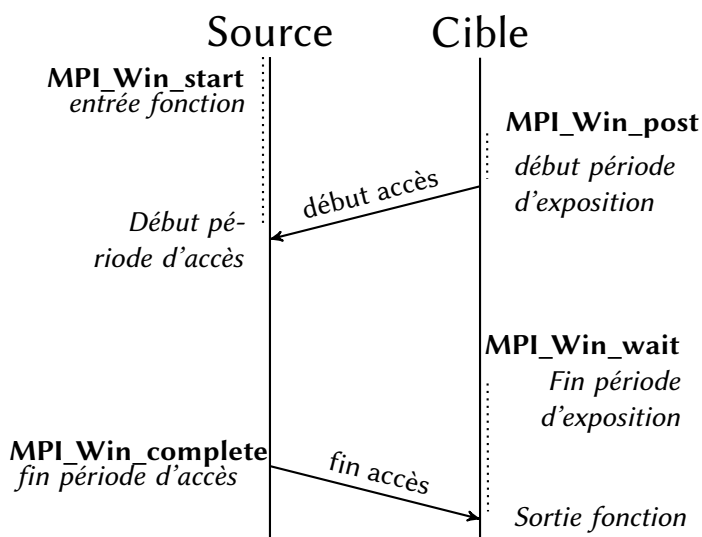 Source
Cible
MPI_Win_start
entrée fonction
MPI_Win_post
début période
d'exposition
début accès
Début pé-
riode d'accès
MPI_Win_wait
Fin période
d'exposition
MPI_Win_complete
fin période d'accès
fin accès
Sortie fonction